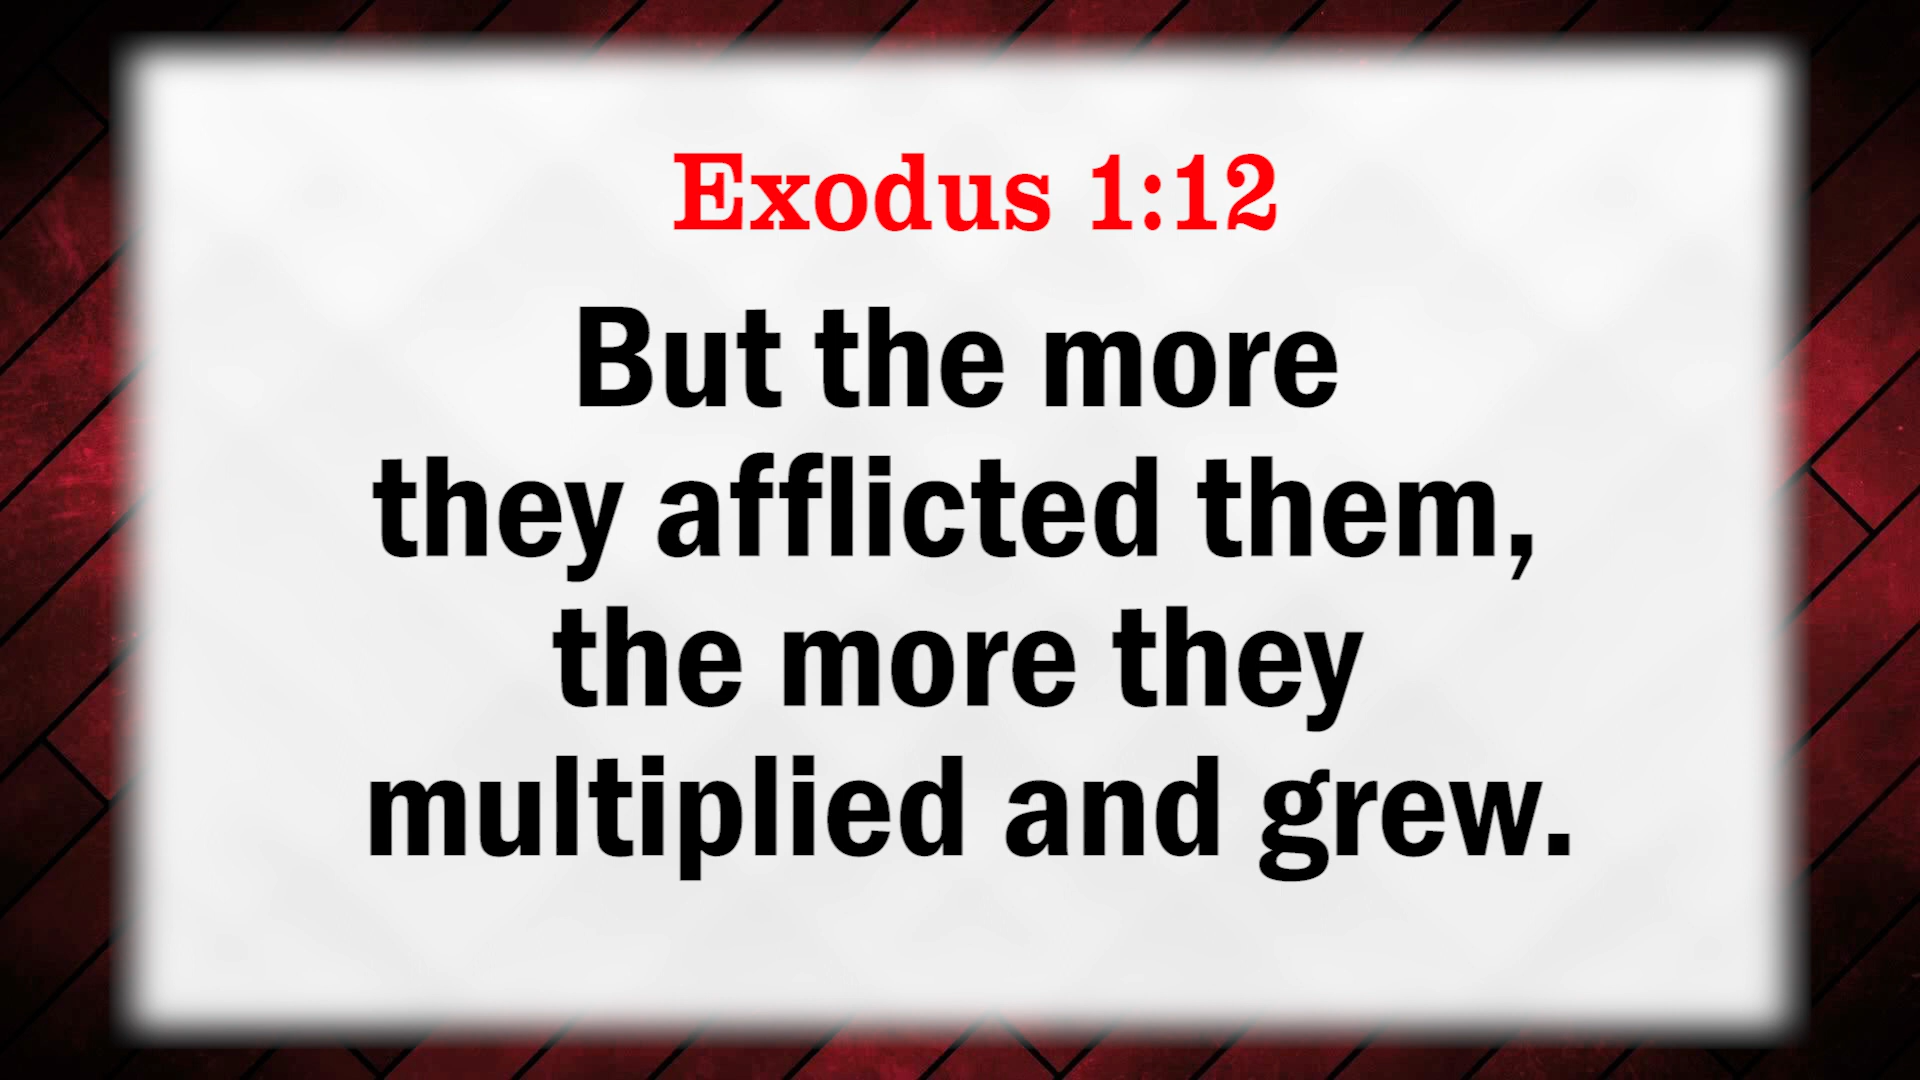 Exodus 1:12
But the more
they afflicted them,
the more they
multiplied and grew.